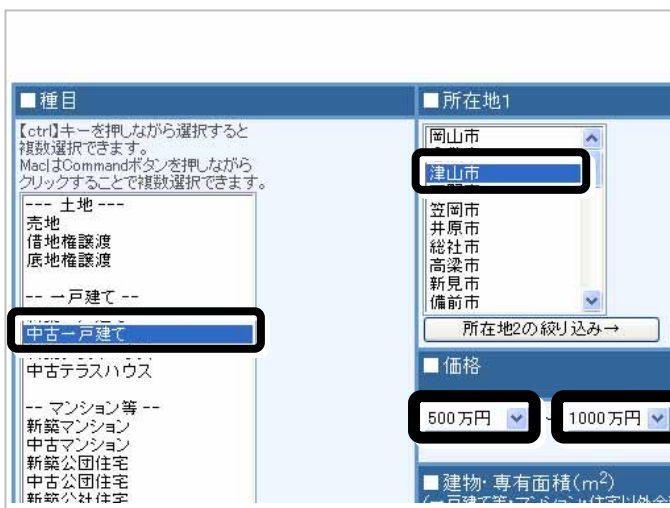 ■種目
【ctrl】キーを押しながら選択すると
複数選択できます。
MacはCommandボタンを押しながら
クリックすることで複数選択できます。
--- 土地 ---
売地
借地権譲渡
底地権譲渡
-- 一戸建て --
中古一戸建て
中古テラスハウス
-- マンション等 --
新築マンション
中古マンション
新築公団住宅
中古公団住宅
新築公社住宅
■所在地1
岡山市
津山市
笠岡市
井原市
総社市
高梁市
新見市
備前市
所在地2の絞り込み→
■価格
500万円 ~ 1000万円
■建物・専有面積(m²)